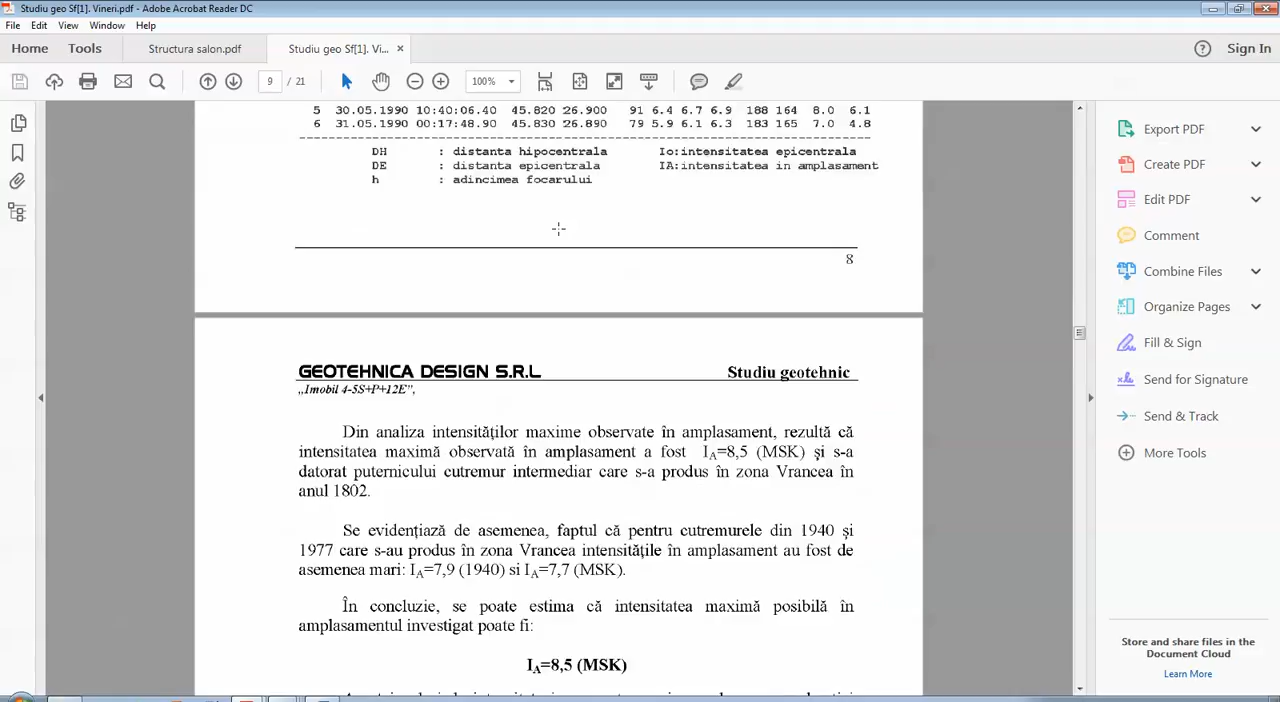 Studiu geo Sf[1]. Vineri.pdf - Adobe Acrobat Reader DC
File Edit View Window Help
Home Tools Structura salon.pdf Studiu geo Sf[1]. Vi... × Sign In
9 / 21 100%
5 30.05.1990 10:40:06.40 45.820 26.900 91 6.4 6.7 6.9 188 164 8.0 6.1
6 31.05.1990 00:17:48.90 45.830 26.890 79 5.9 6.1 6.3 183 165 7.0 4.8
DH : distanta hipocentrala Io:intensitatea epicentrala
DE : distanta epicentrala IA:intensitatea in amplasament
h : adincimea focarului
8
GEOTEHNICA DESIGN S.R.L Studiu geotehnic
„Imobil 4-5S+P+12E",
Din analiza intensităţilor maxime observate în amplasament, rezultă că
intensitatea maximă observată în amplasament a fost IA=8,5 (MSK) şi s-a
datorat puternicului cutremur intermediar care s-a produs în zona Vrancea în
anul 1802.
Se evidenţiază de asemenea, faptul că pentru cutremurele din 1940 şi
1977 care s-au produs în zona Vrancea intensităţile în amplasament au fost de
asemenea mari: IA=7,9 (1940) si IA=7,7 (MSK).
În concluzie, se poate estima că intensitatea maximă posibilă în
amplasamentul investigat poate fi:
IA=8,5 (MSK)
Export PDF
Create PDF
Edit PDF
Comment
Combine Files
Organize Pages
Fill & Sign
Send for Signature
Send & Track
More Tools
Store and share files in the
Document Cloud
Learn More